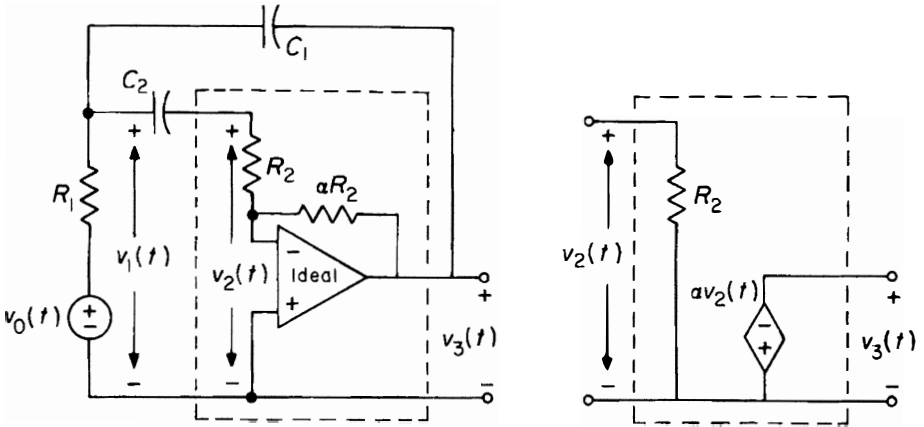 C₁
C₂
+
+
R₂
αR₂
R₁
v₁(t)
v₂(t)
−
Ideal
+
+
−
v₀(t)
+
v₃(t)
−
−
−
+
R₂
v₂(t)
αv₂(t)
−
+
+
v₃(t)
−
−